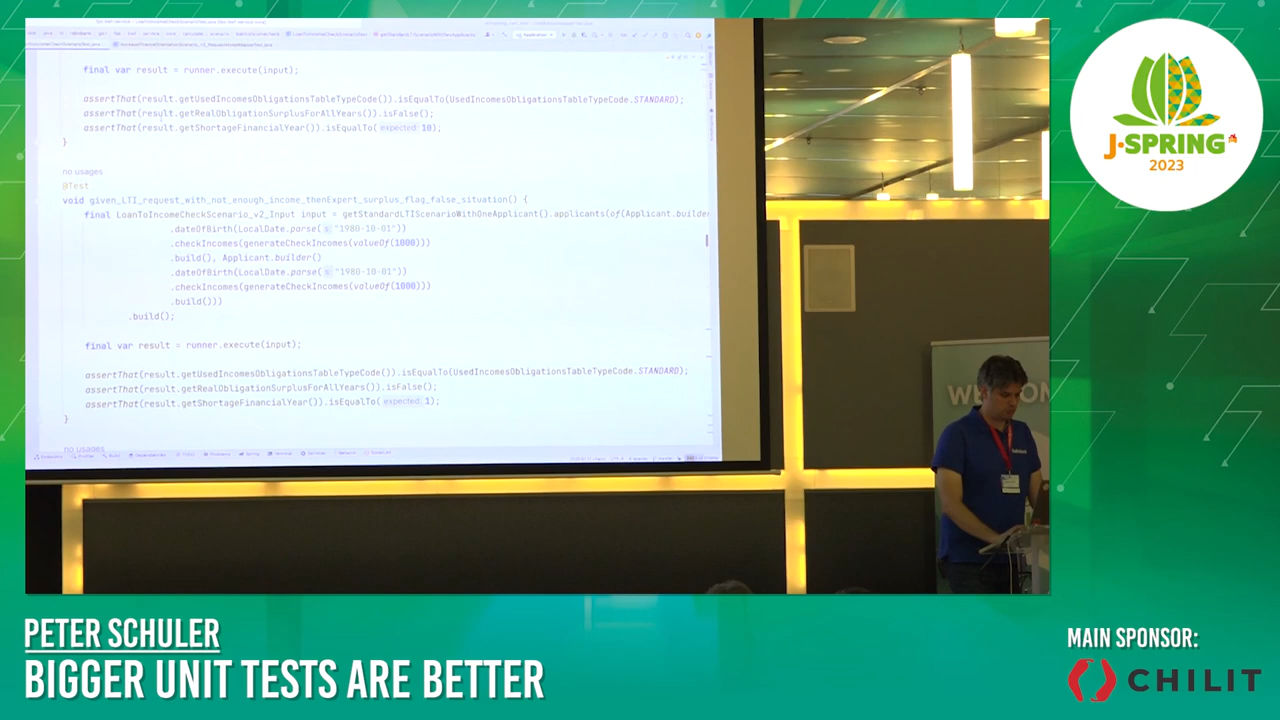 final var result = runner.execute(input);
assertThat(result.getUsedIncomesObligationsTableTypeCode()).isEqualTo(UsedIncomesObligationsTableTypeCode.STANDARD);
assertThat(result.getRealObligationSurplusForAllYears()).isFalse();
assertThat(result.getShortageFinancialYear()).isEqualTo( expected: 10);
}
no usages
@Test
void given_LTI_request_with_not_enough_income_thenExpert_surplus_flag_false_situation() {
final LoanToIncomeCheckScenario_v2_Input input = getStandardLTIScenarioWithOneApplicant().applicants(of(Applicant.builder
.dateOfBirth(LocalDate.parse( s: "1980-10-01"))
.checkIncomes(generateCheckIncomes(valueOf(1000)))
.build(), Applicant.builder()
.dateOfBirth(LocalDate.parse( s: "1980-10-01"))
.checkIncomes(generateCheckIncomes(valueOf(1000)))
.build()))
.build();
final var result = runner.execute(input);
assertThat(result.getUsedIncomesObligationsTableTypeCode()).isEqualTo(UsedIncomesObligationsTableTypeCode.STANDARD);
assertThat(result.getRealObligationSurplusForAllYears()).isFalse();
assertThat(result.getShortageFinancialYear()).isEqualTo( expected: 1);
}
no usages
J-SPRING
2023
PETER SCHULER
BIGGER UNIT TESTS ARE BETTER
MAIN SPONSOR:
CHILIT